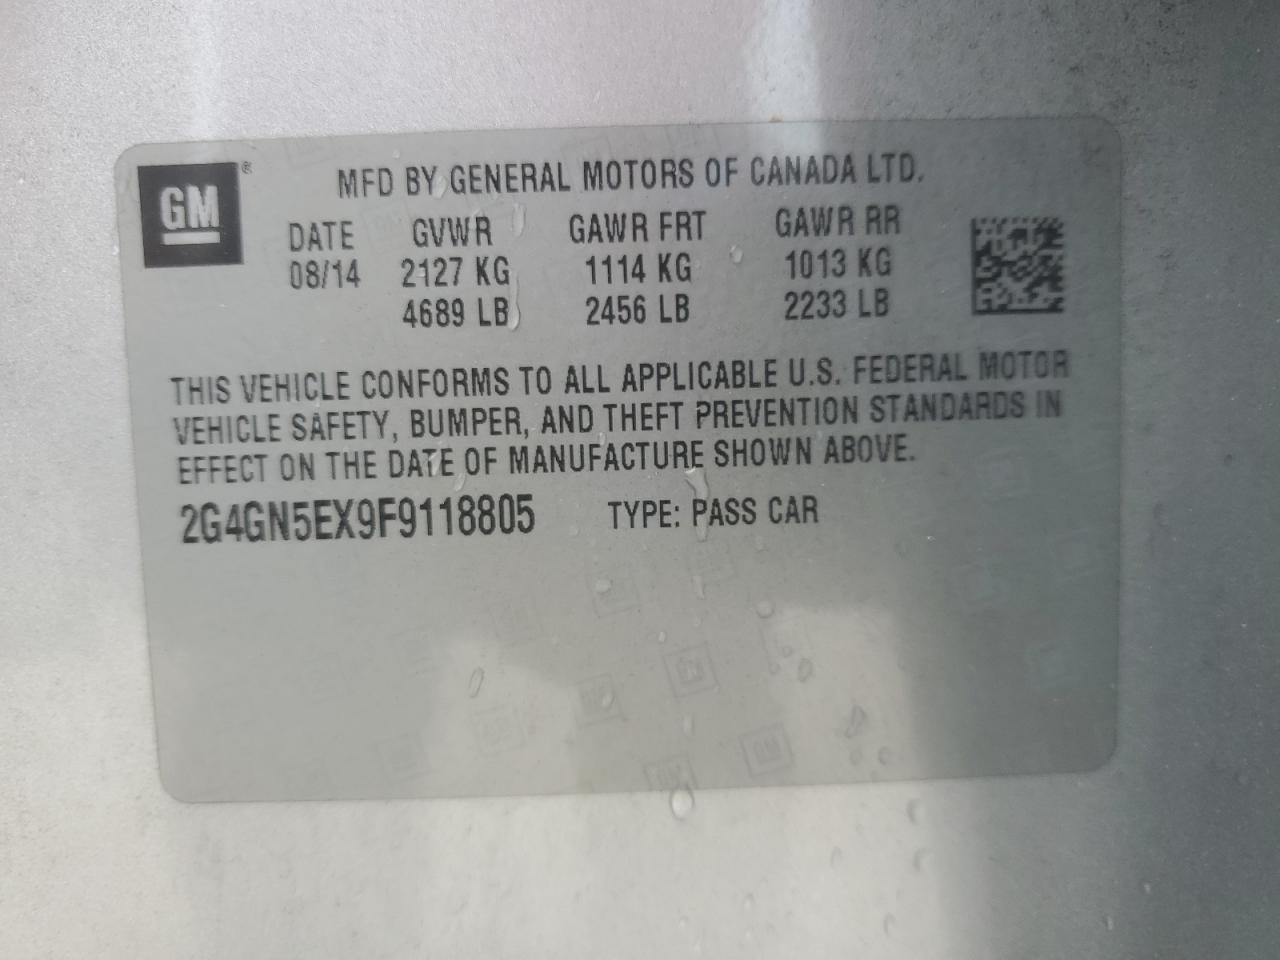 GM®
MFD BY GENERAL MOTORS OF CANADA LTD.
DATE GVWR GAWR FRT GAWR RR
08/14 2127 KG 1114 KG 1013 KG
4689 LB 2456 LB 2233 LB
THIS VEHICLE CONFORMS TO ALL APPLICABLE U.S. FEDERAL MOTOR
VEHICLE SAFETY, BUMPER, AND THEFT PREVENTION STANDARDS IN
EFFECT ON THE DATE OF MANUFACTURE SHOWN ABOVE.
2G4GN5EX9F9118805 TYPE: PASS CAR